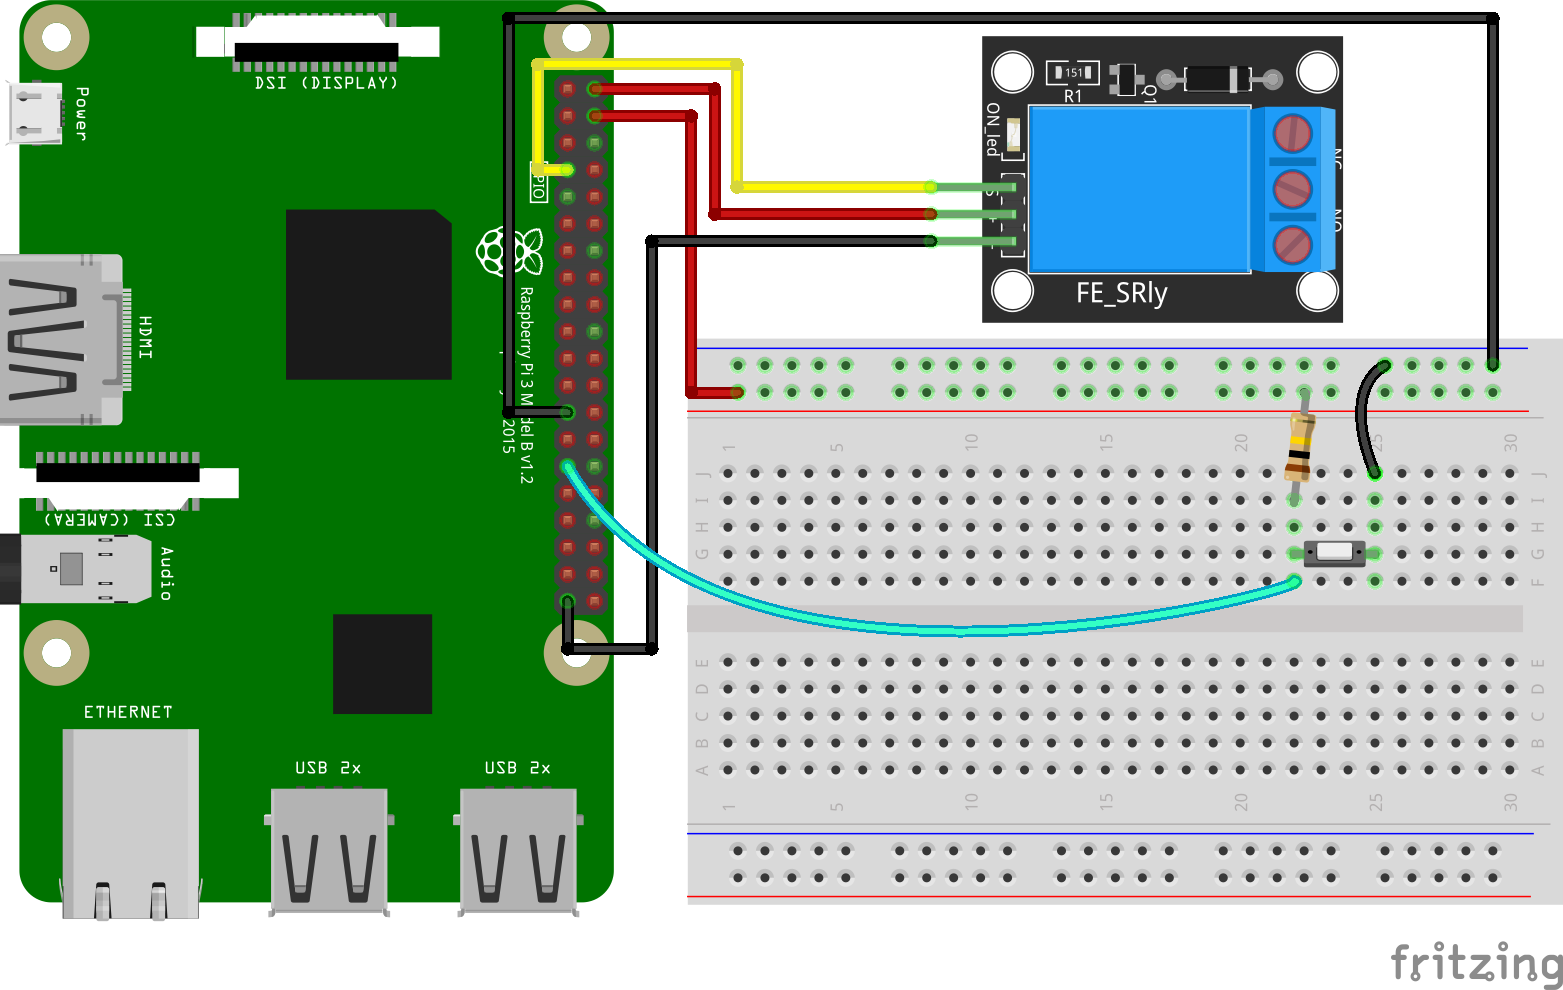 DSI (DISPLAY)
Power
HDMI
CSI (CAMERA)
Audio
ETHERNET
USB 2x
USB 2x
Raspberry Pi 3 M del B v1.2
2015
PIO
151
R1
Q1
ON_led
NC
NO
FE_SRly
1 5 10 15 20 25 30
J J
I I
H H
G G
F F
E E
D D
C C
B B
A A
1 5 10 15 20 25 30
fritzing